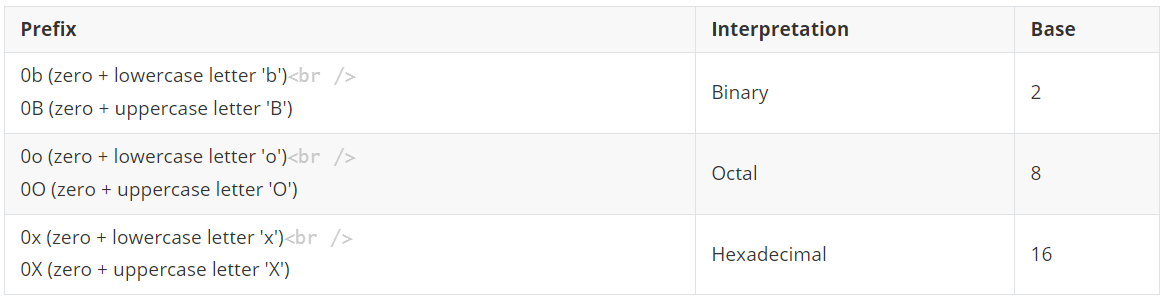 Prefix Interpretation Base
0b (zero + lowercase letter 'b')<br />
0B (zero + uppercase letter 'B')
Binary 2
0o (zero + lowercase letter 'o')<br />
0O (zero + uppercase letter 'O')
Octal 8
0x (zero + lowercase letter 'x')<br />
0X (zero + uppercase letter 'X')
Hexadecimal 16